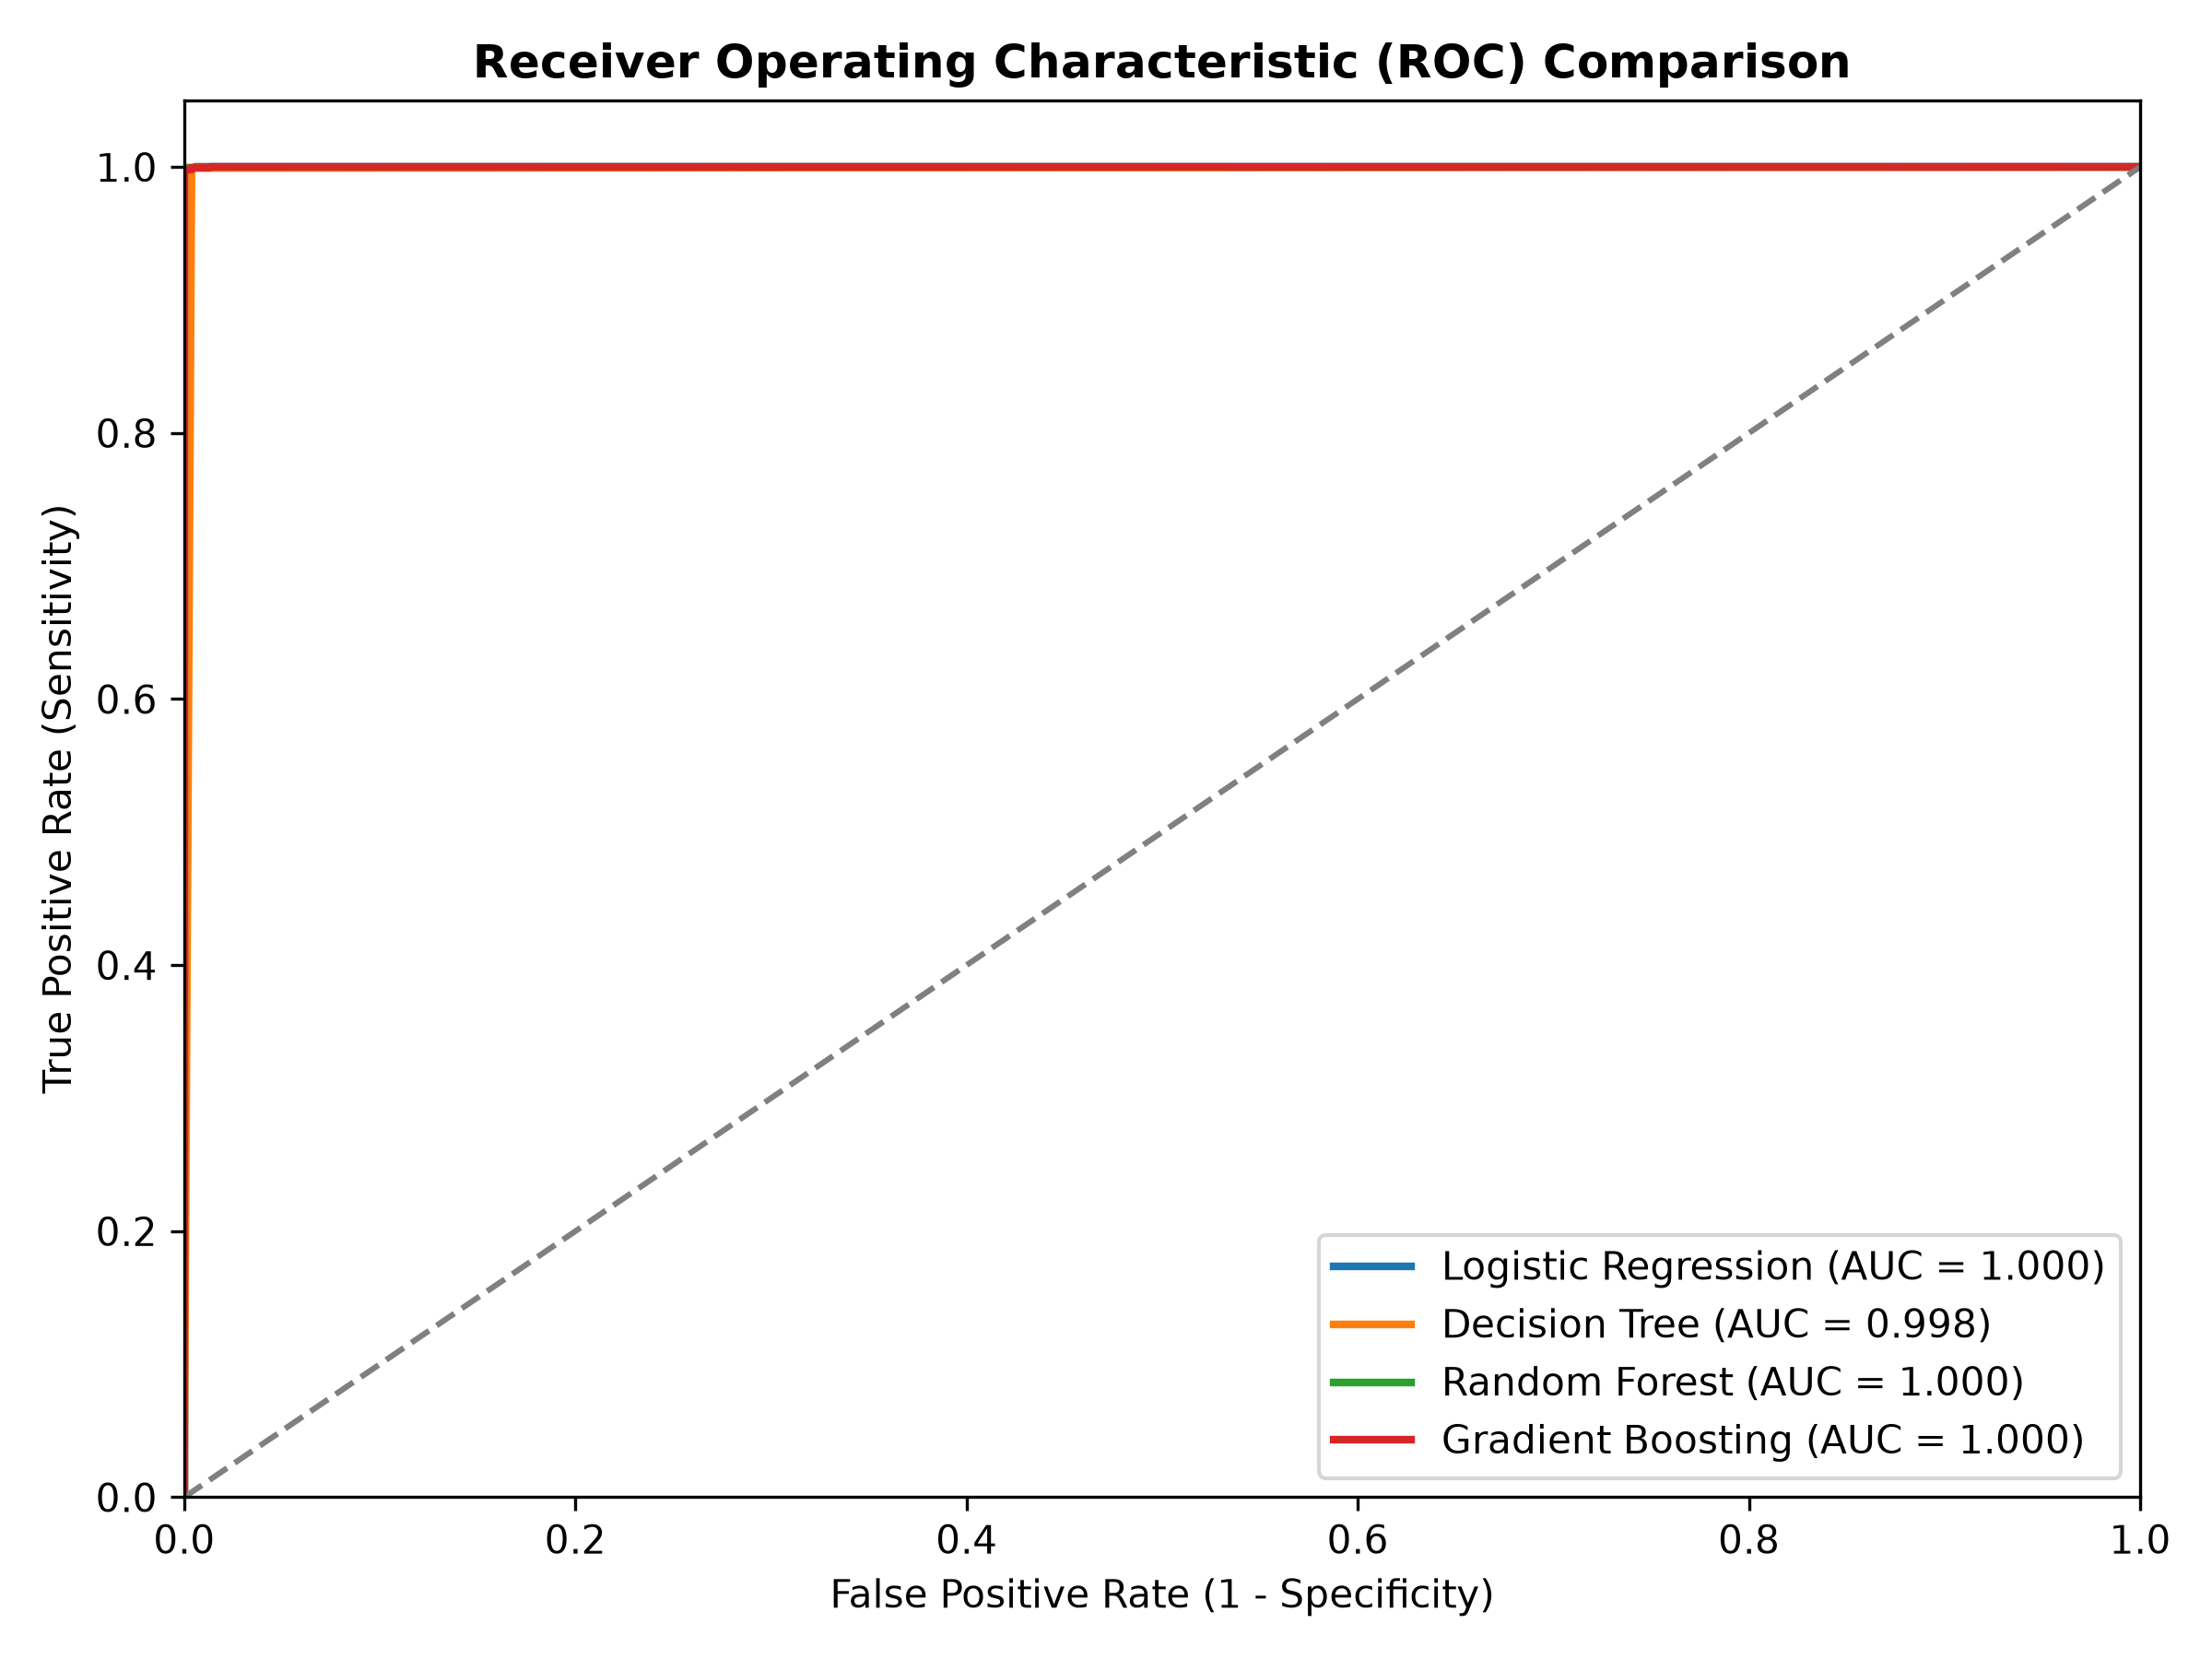 Receiver Operating Characteristic (ROC) Comparison
True Positive Rate (Sensitivity)
1.0
0.8
0.6
0.4
0.2
0.0
Logistic Regression (AUC = 1.000)
Decision Tree (AUC = 0.998)
Random Forest (AUC = 1.000)
Gradient Boosting (AUC = 1.000)
0.0 0.2 0.4 0.6 0.8 1.0
False Positive Rate (1 - Specificity)